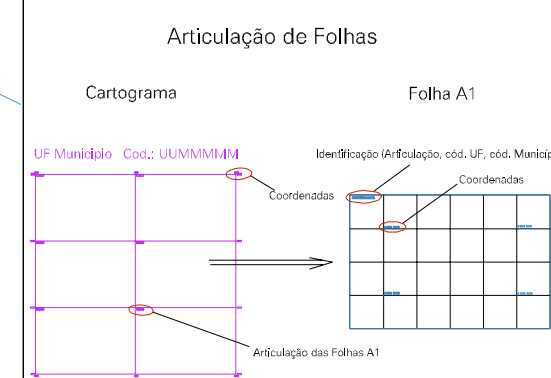 Articulação de Folhas
Cartograma
Folha A1
UF Municipio Cod.: UUMMMMM
Identificação (Articulação, cód. UF, cód. Municíp
Coordenadas
Coordenadas
Articulação das Folhas A1